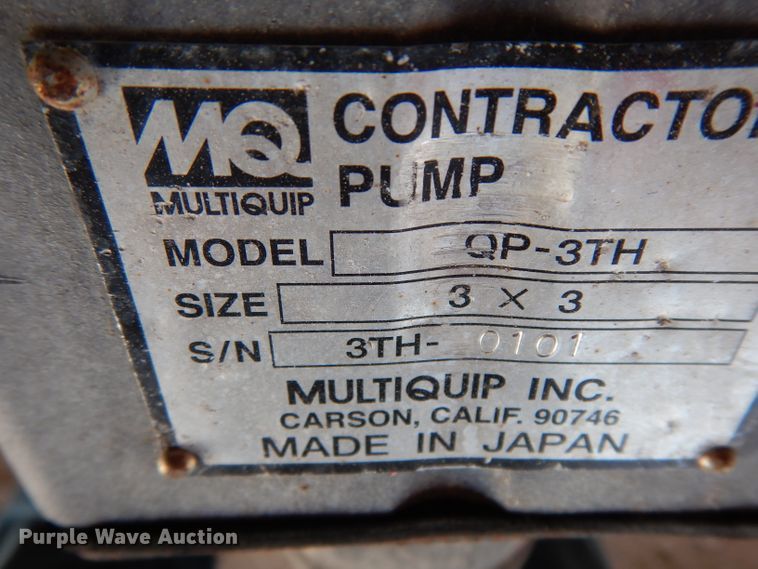 MQ
MULTIQUIP
CONTRACTO
PUMP
MODEL QP-3TH
SIZE 3 × 3
S/N 3TH- 0101
MULTIQUIP INC.
CARSON, CALIF. 90746
MADE IN JAPAN
Purple Wave Auction